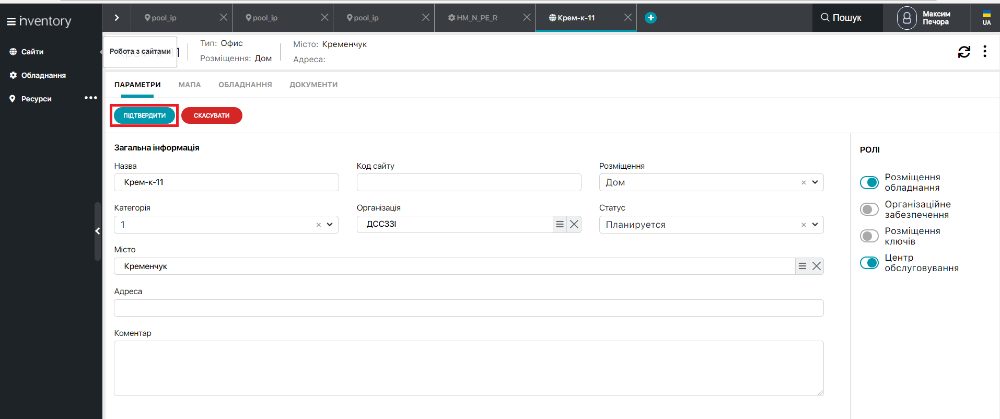 inventory
pool_ip
pool_ip
pool_ip
HM_N_PE_R
Крем-к-11
Пошук
Максим
Печора
UA
Сайти
Обладнання
Ресурси
Робота з сайтами
Тип: Офис
Розміщення: Дом
Місто: Кременчук
Адреса:
ПАРАМЕТРИ
МАПА
ОБЛАДНАННЯ
ДОКУМЕНТИ
ПІДТВЕРДИТИ
СКАСУВАТИ
Загальна інформація
Назва
Код сайту
Розміщення
Крем-к-11
Дом
Категорія
Організація
Статус
1
ДССЗЗІ
Планируется
Місто
Кременчук
Адреса
Коментар
РОЛІ
Розміщення
обладнання
Організаційне
забезпечення
Розміщення
ключів
Центр
обслуговування